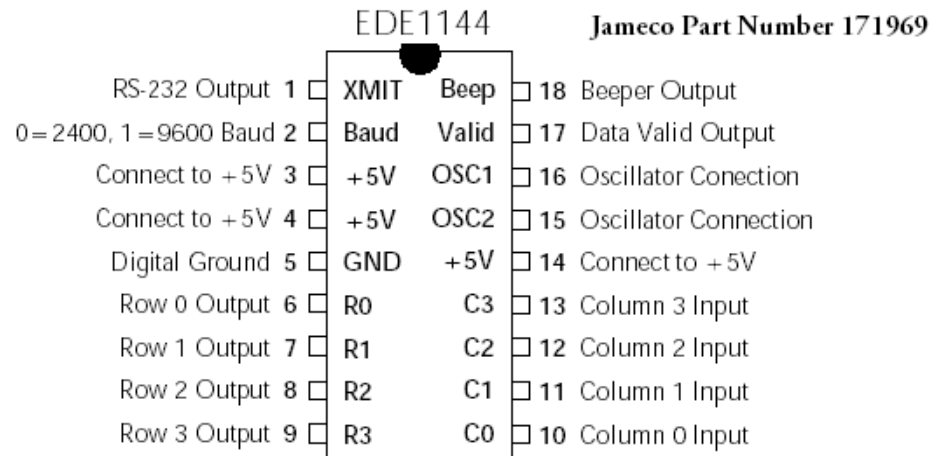 EDE1144 Jameco Part Number 171969
RS-232 Output 1 XMIT Beep 18 Beeper Output
0=2400, 1=9600 Baud 2 Baud Valid 17 Data Valid Output
Connect to +5V 3 +5V OSC1 16 Oscillator Conection
Connect to +5V 4 +5V OSC2 15 Oscillator Connection
Digital Ground 5 GND +5V 14 Connect to +5V
Row 0 Output 6 R0 C3 13 Column 3 Input
Row 1 Output 7 R1 C2 12 Column 2 Input
Row 2 Output 8 R2 C1 11 Column 1 Input
Row 3 Output 9 R3 C0 10 Column 0 Input